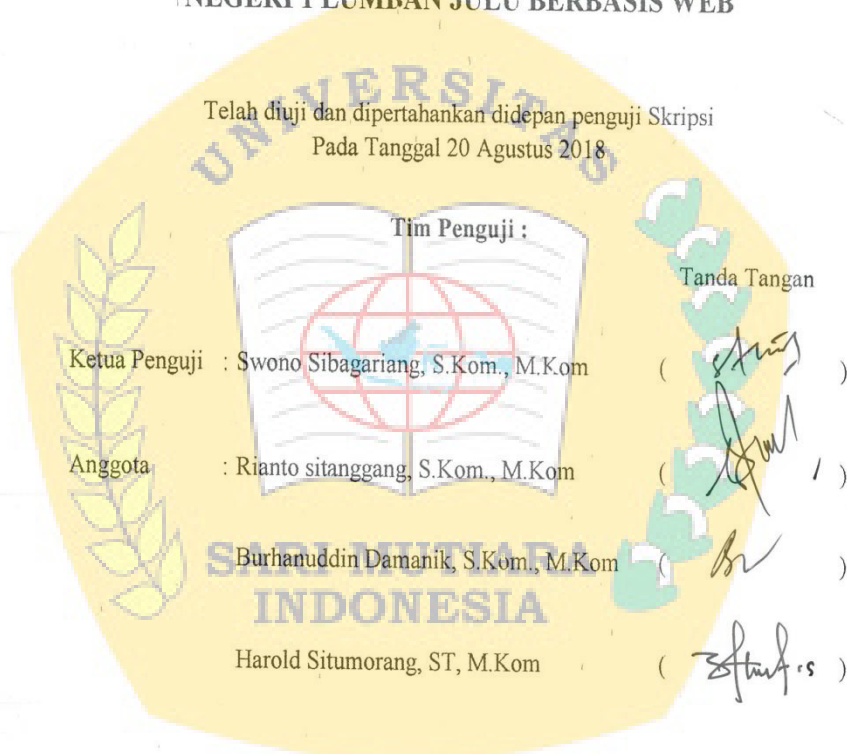 NEGERI 1 LUMBAN JULU BERBASIS WEB
UNIVERSITAS
Telah diuji dan dipertahankan didepan penguji Skripsi
Pada Tanggal 20 Agustus 2018
Tim Penguji :
Tanda Tangan
Ketua Penguji : Swono Sibagariang, S.Kom., M.Kom ( )
Anggota : Rianto sitanggang, S.Kom., M.Kom ( )
Burhanuddin Damanik, S.Kom., M.Kom ( )
SARI MUTIARA
INDONESIA
Harold Situmorang, ST, M.Kom ( )